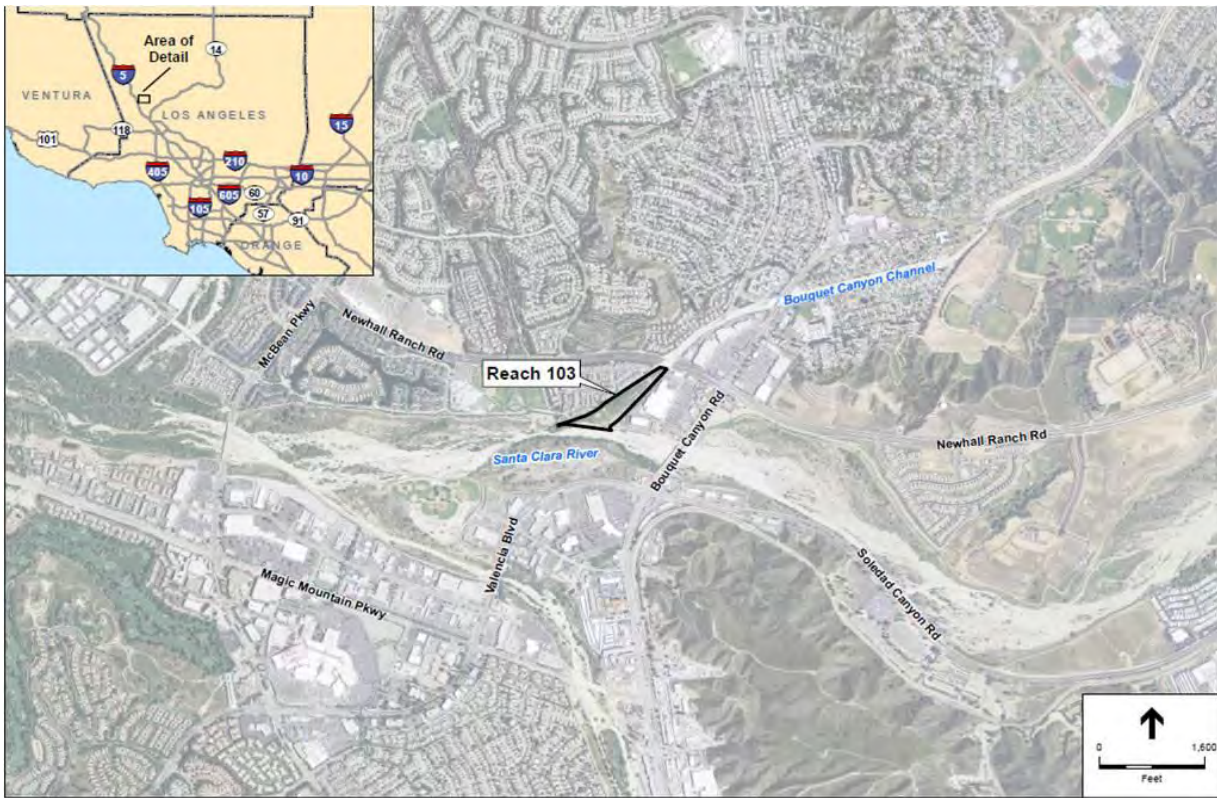 Area of
Detail
14
5
VENTURA
LOS ANGELES
118
101
15
405
210
10
605
60
105
57
91
ORANGE
Bouquet Canyon Channel
McBean Pkwy
Newhall Ranch Rd
Reach 103
Bouquet Canyon Rd
Newhall Ranch Rd
Santa Clara River
Valencia Blvd
Magic Mountain Pkwy
Soledad Canyon Rd
0
1,600
Feet